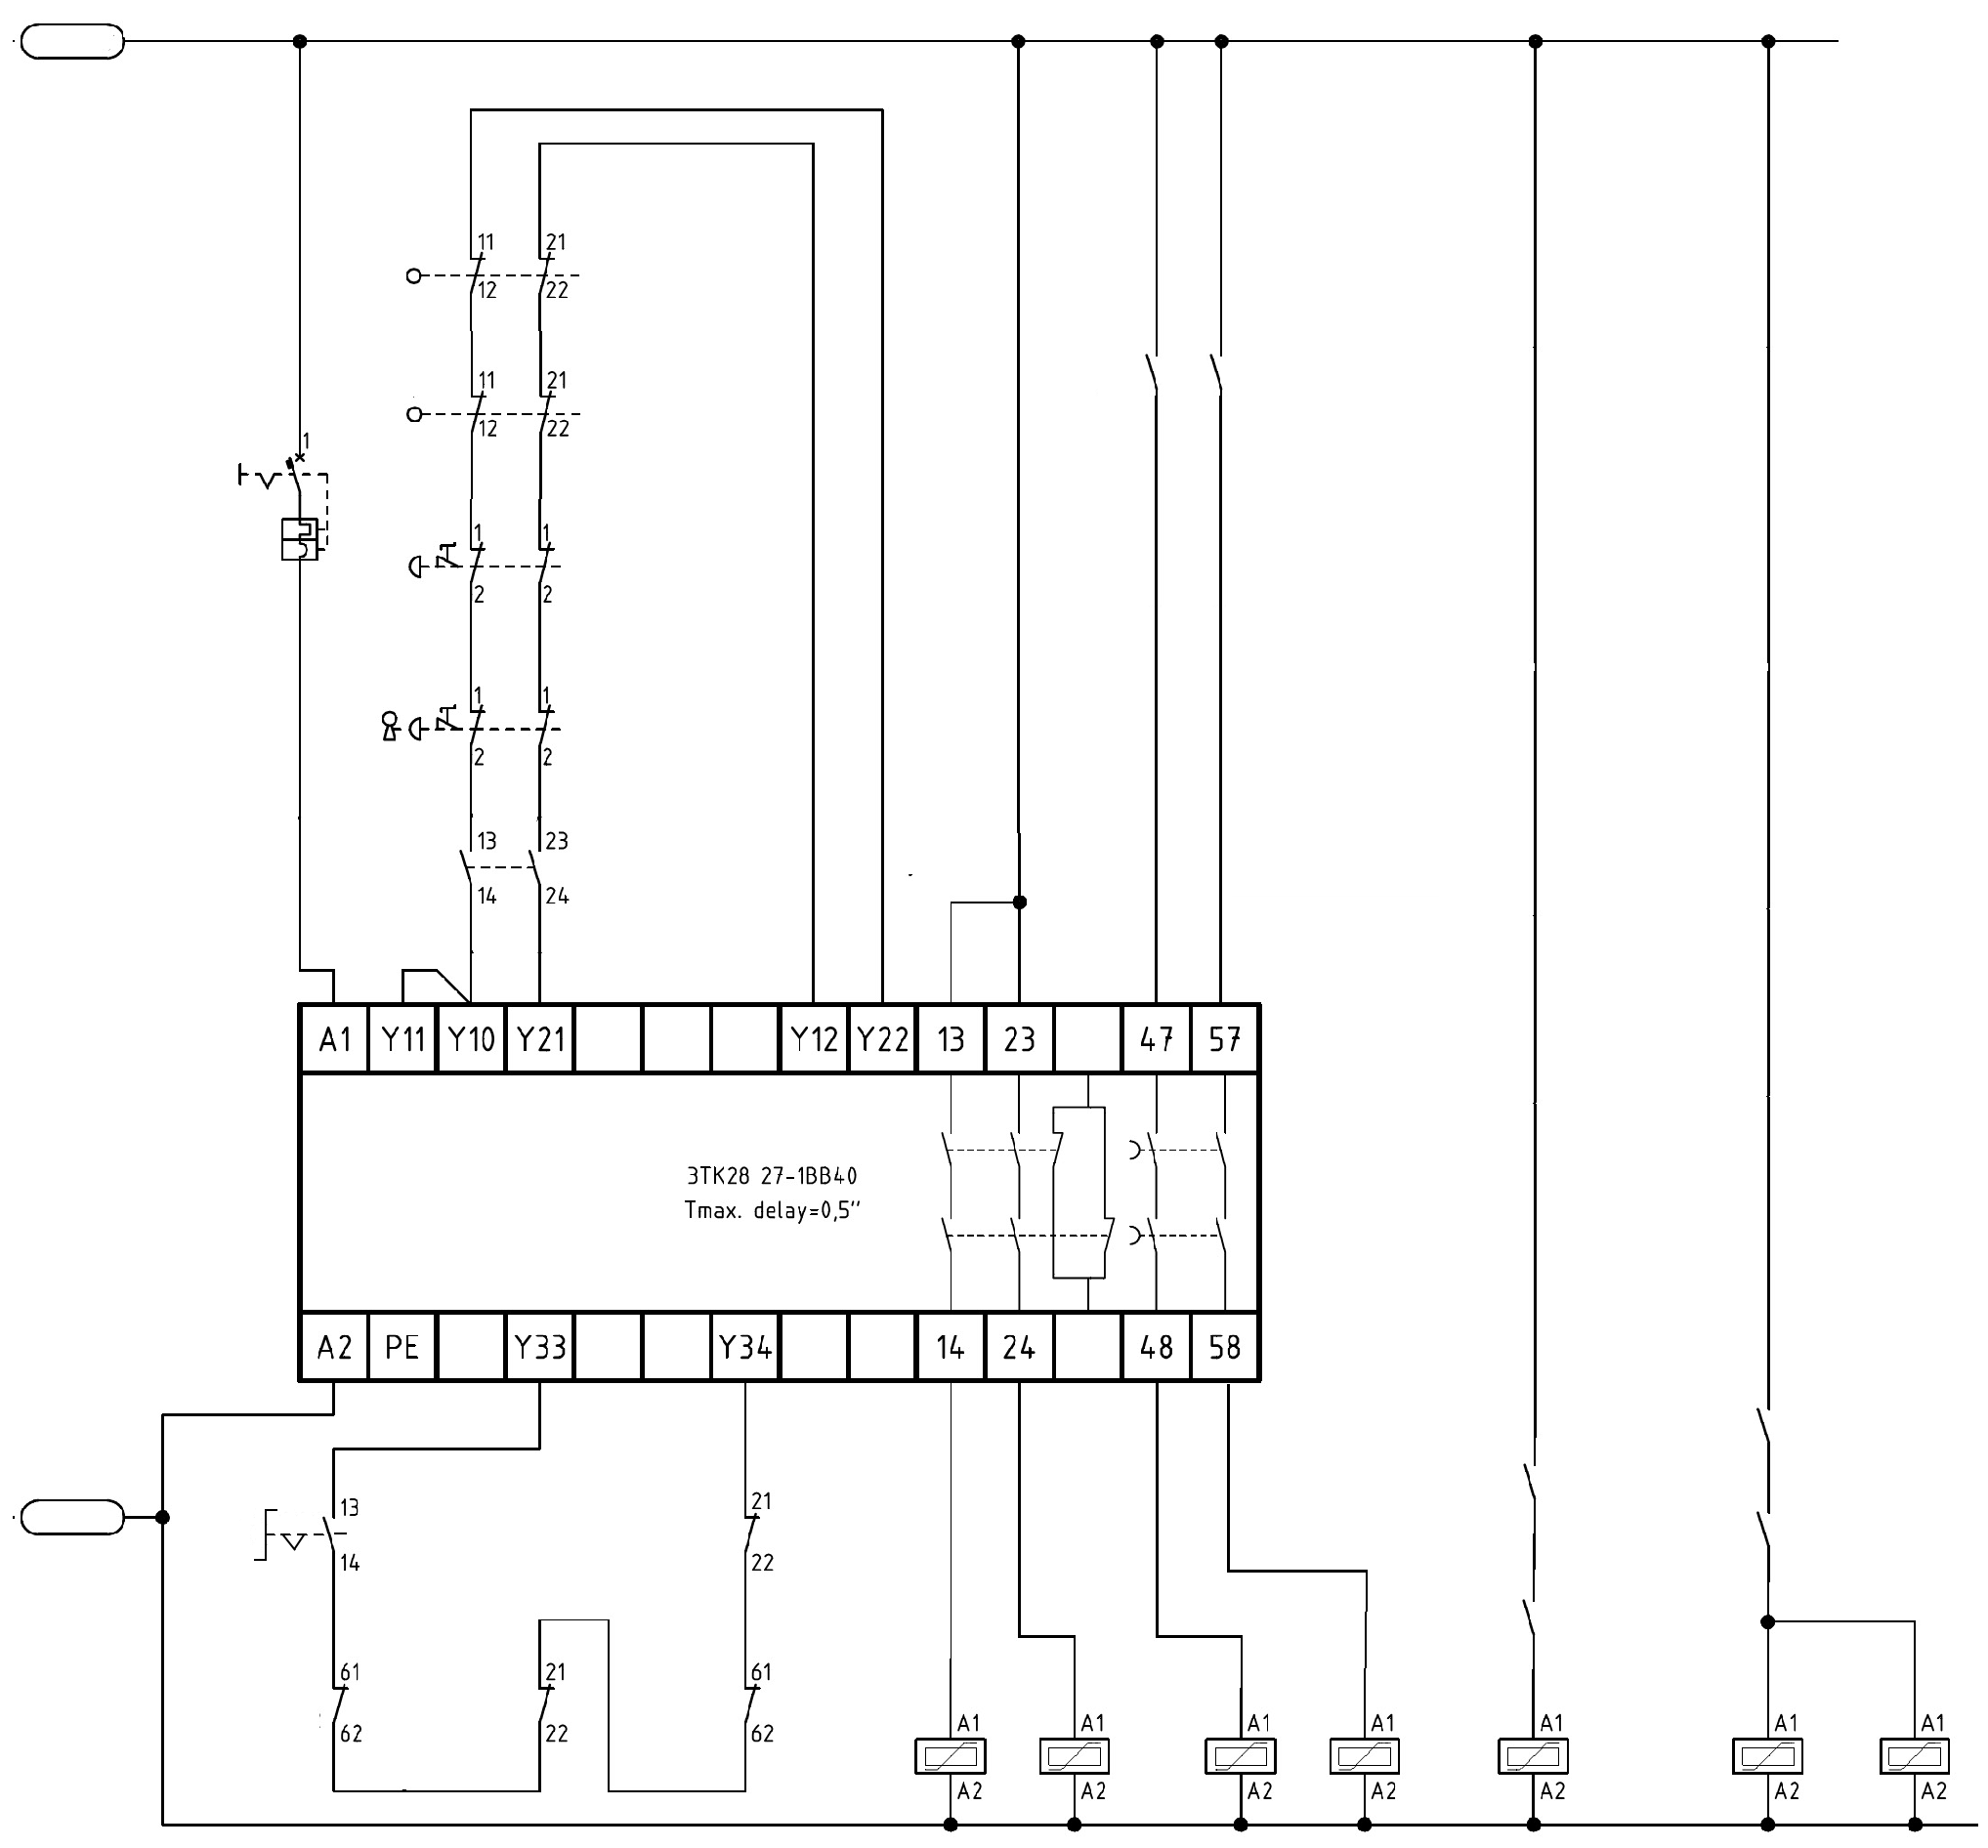 11 21
12 22
11 21
12 22
1
1 1
2 2
1 1
2 2
13 23
14 24
A1 Y11 Y10 Y21 Y12 Y22 13 23 47 57
3TK28 27-1BB40
Tmax. delay=0,5''
A2 PE Y33 Y34 14 24 48 58
13 21
14 22
61 21 61
62 22 62
A1 A1 A1 A1 A1 A1 A1
A2 A2 A2 A2 A2 A2 A2